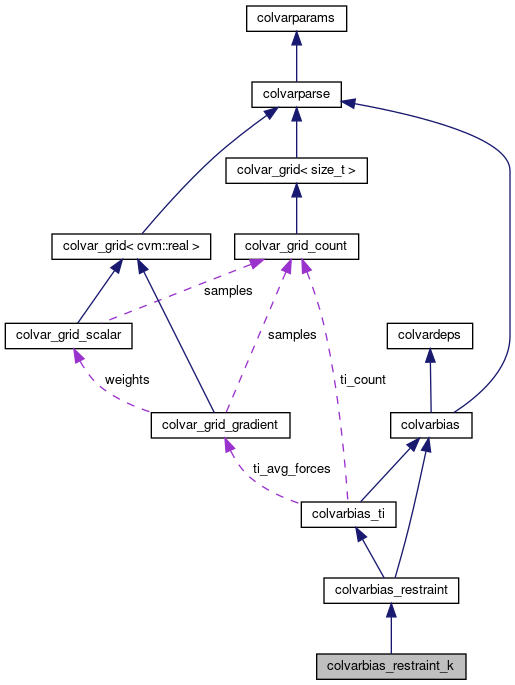 colvarparams
colvarparse
colvar_grid< size_t >
colvar_grid< cvm::real >
colvar_grid_count
samples
colvar_grid_scalar
samples
colvardeps
weights
ti_count
colvar_grid_gradient
colvarbias
ti_avg_forces
colvarbias_ti
colvarbias_restraint
colvarbias_restraint_k